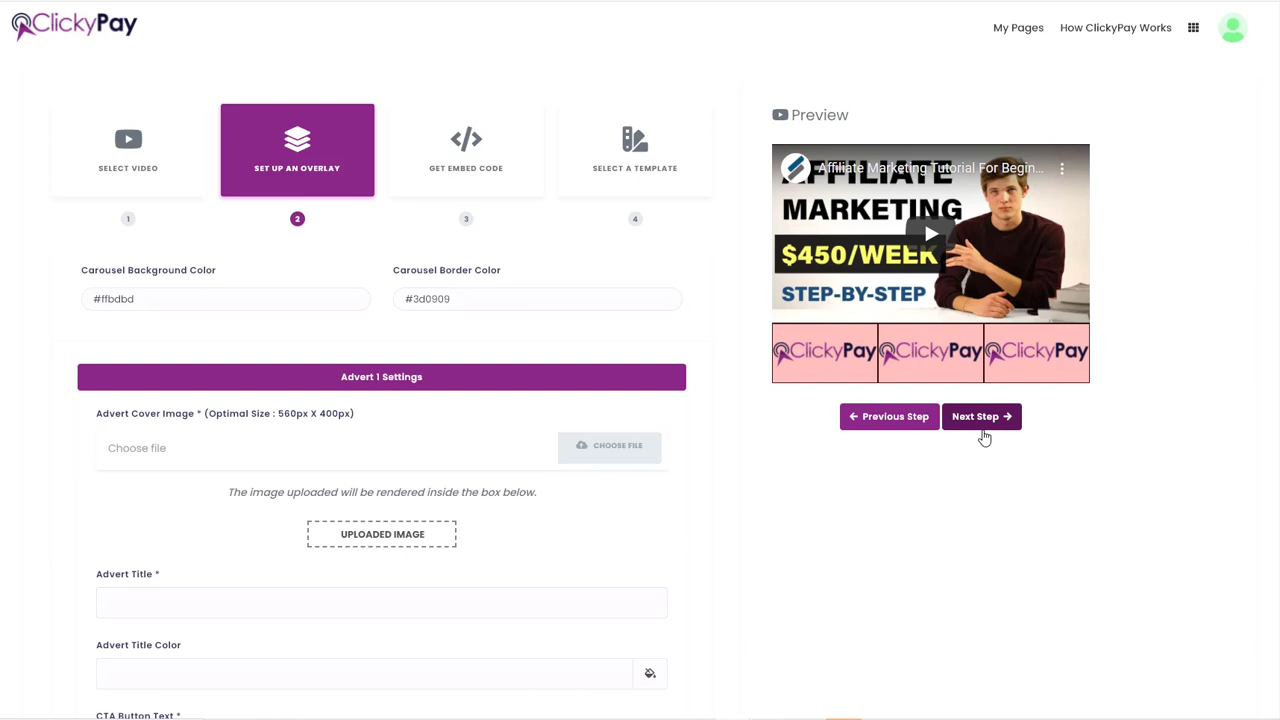 ClickyPay
My Pages
How ClickyPay Works
SELECT VIDEO
SET UP AN OVERLAY
GET EMBED CODE
SELECT A TEMPLATE
1
2
3
4
Carousel Background Color
Carousel Border Color
#ffbdbd
#3d0909
Advert 1 Settings
Advert Cover Image * (Optimal Size : 560px X 400px)
Choose file
CHOOSE FILE
The image uploaded will be rendered inside the box below.
UPLOADED IMAGE
Advert Title *
Advert Title Color
CTA Button Text *
Preview
Affiliate Marketing Tutorial For Begin...
AFFILIATE
MARKETING
$450/WEEK
STEP-BY-STEP
ClickyPay
ClickyPay
ClickyPay
Previous Step
Next Step